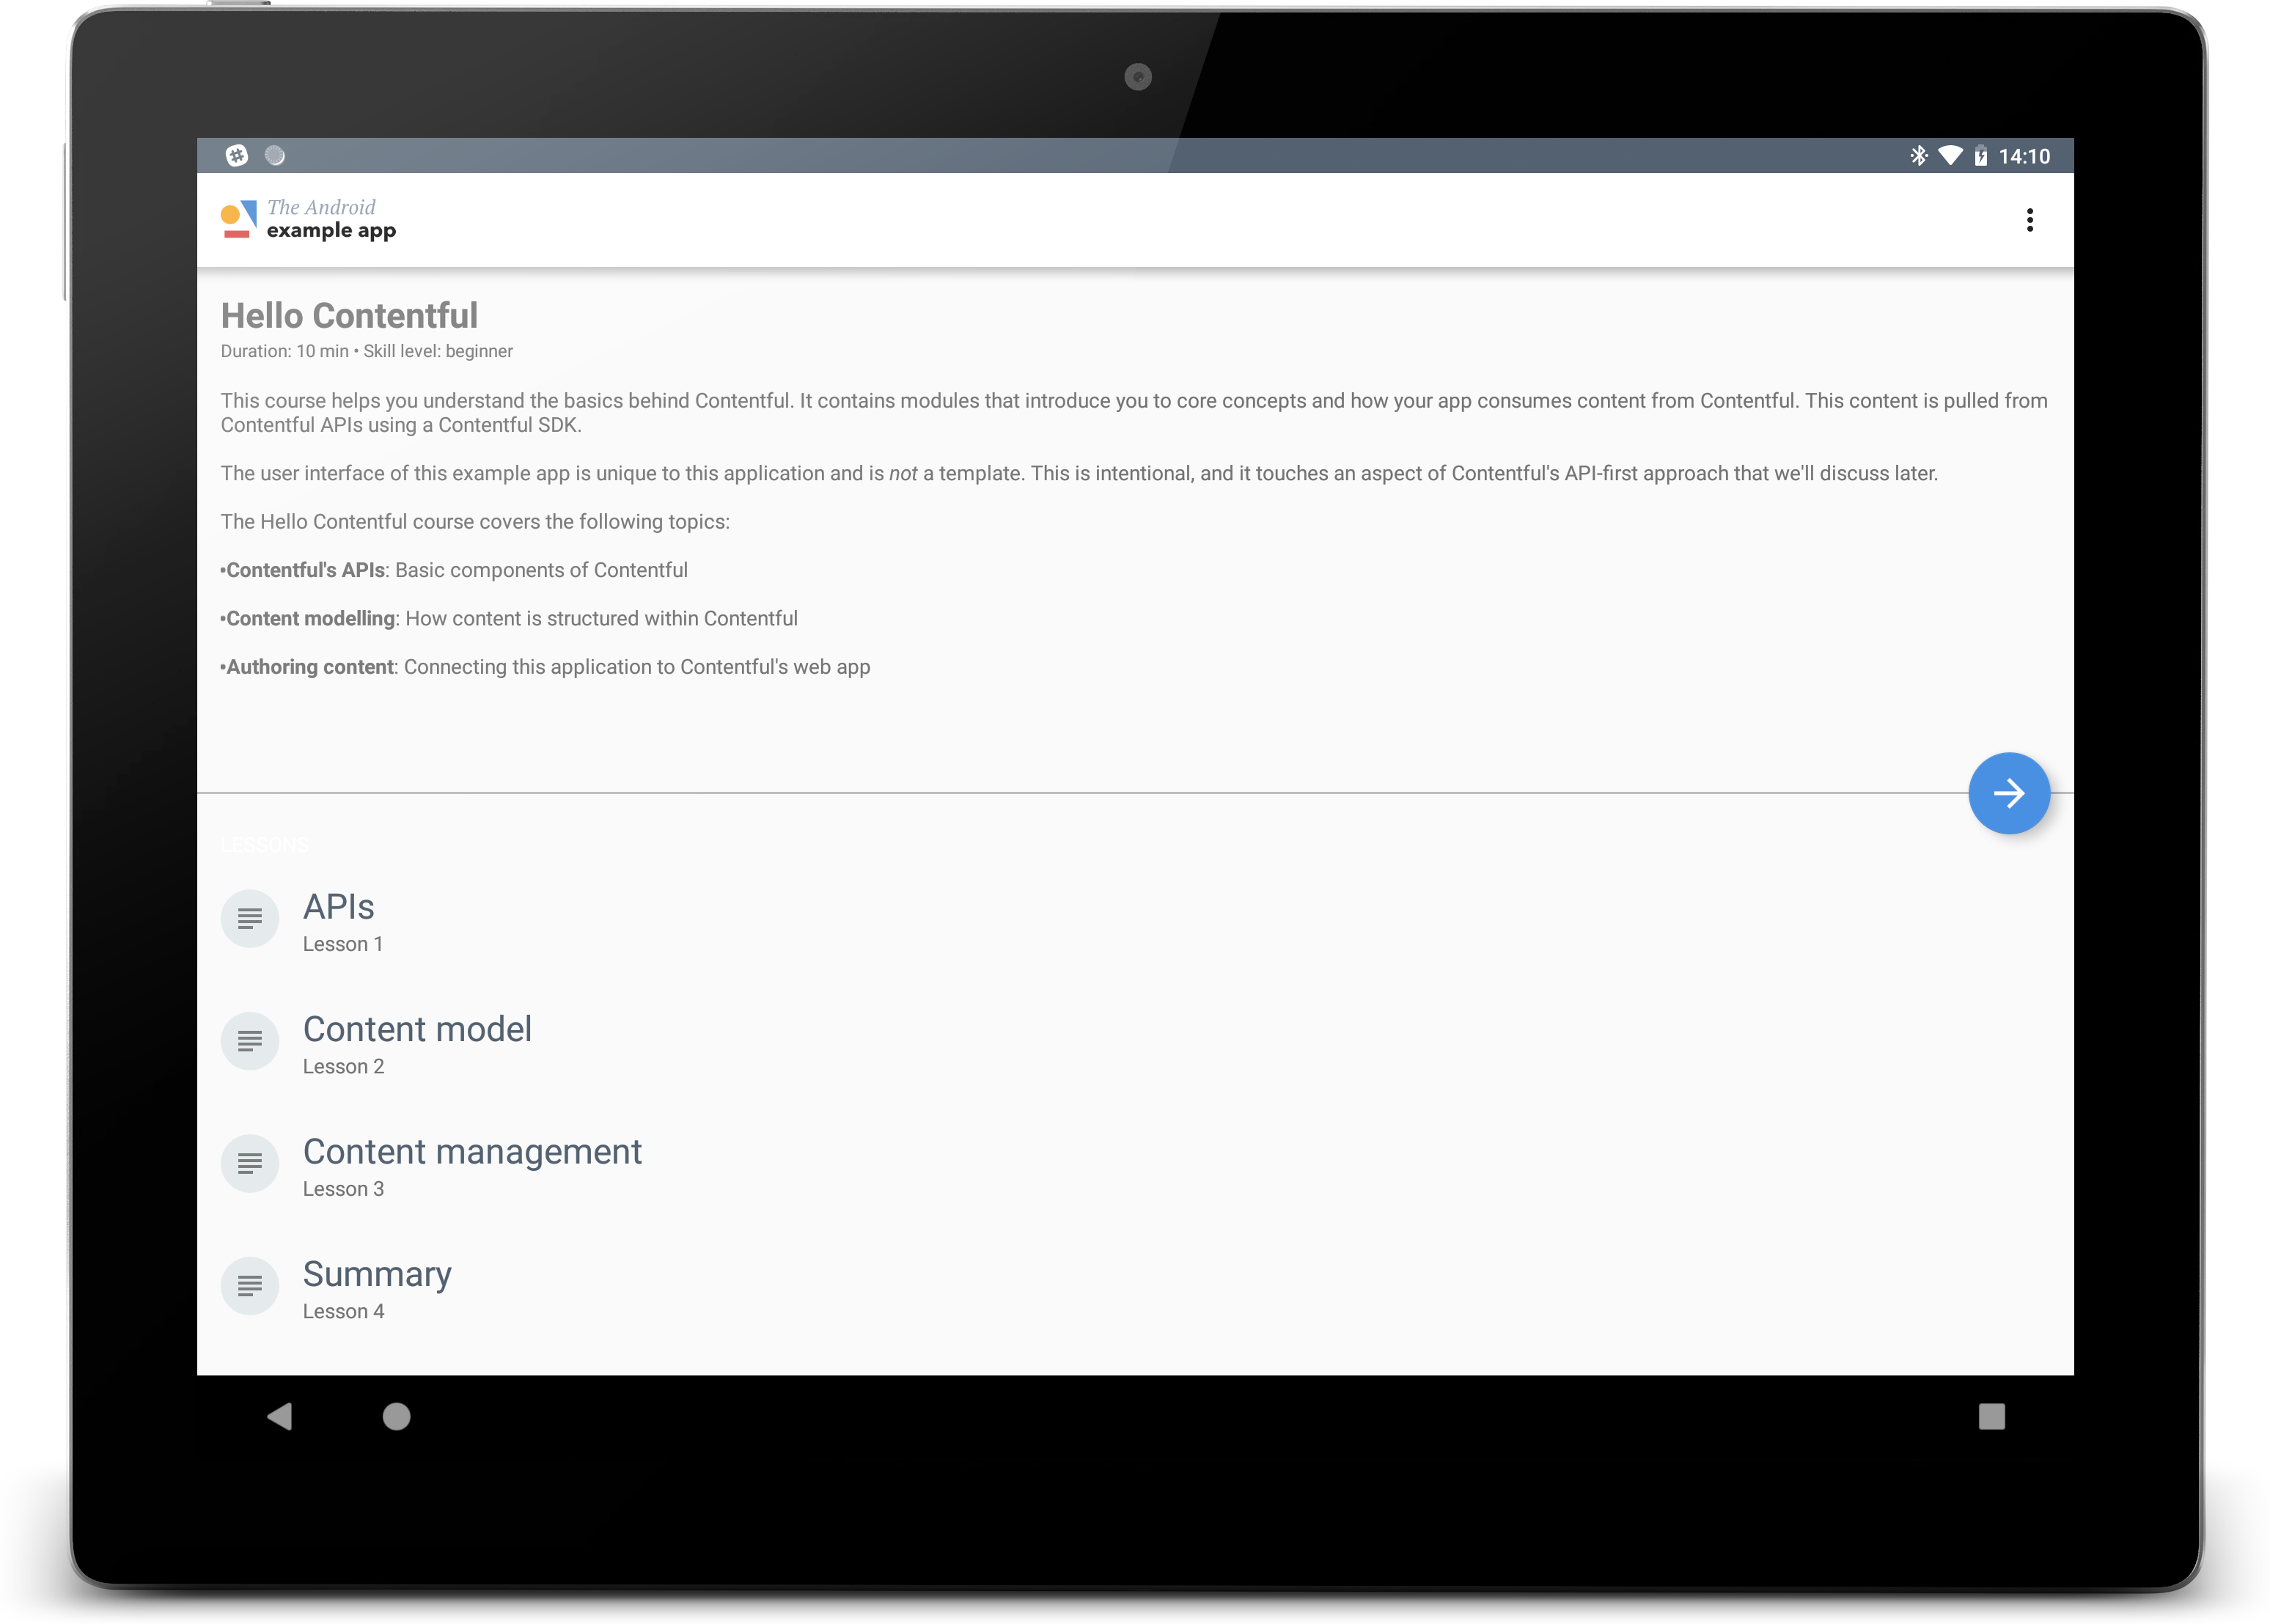 14:10
The Android
example app
Hello Contentful
Duration: 10 min • Skill level: beginner
This course helps you understand the basics behind Contentful. It contains modules that introduce you to core concepts and how your app consumes content from Contentful. This content is pulled from
Contentful APIs using a Contentful SDK.
The user interface of this example app is unique to this application and is not a template. This is intentional, and it touches an aspect of Contentful's API-first approach that we'll discuss later.
The Hello Contentful course covers the following topics:
•Contentful's APIs: Basic components of Contentful
•Content modelling: How content is structured within Contentful
•Authoring content: Connecting this application to Contentful's web app
LESSONS
APIs
Lesson 1
Content model
Lesson 2
Content management
Lesson 3
Summary
Lesson 4